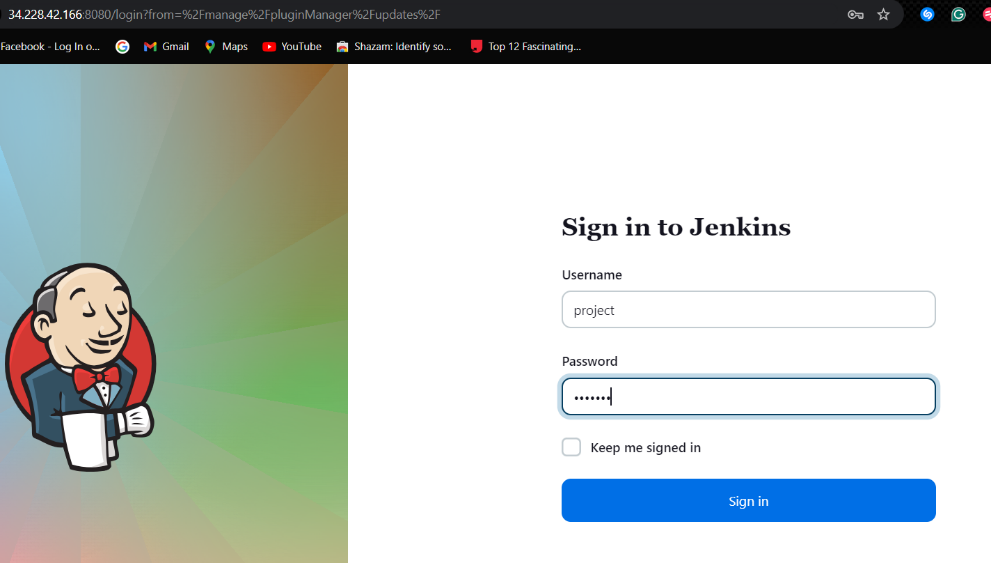 34.228.42.166:8080/login?from=%2Fmanage%2FpluginManager%2Fupdates%2F
Facebook - Log In o... Gmail Maps YouTube Shazam: Identify so... Top 12 Fascinating...
Sign in to Jenkins
Username
project
Password
•••••••
Keep me signed in
Sign in